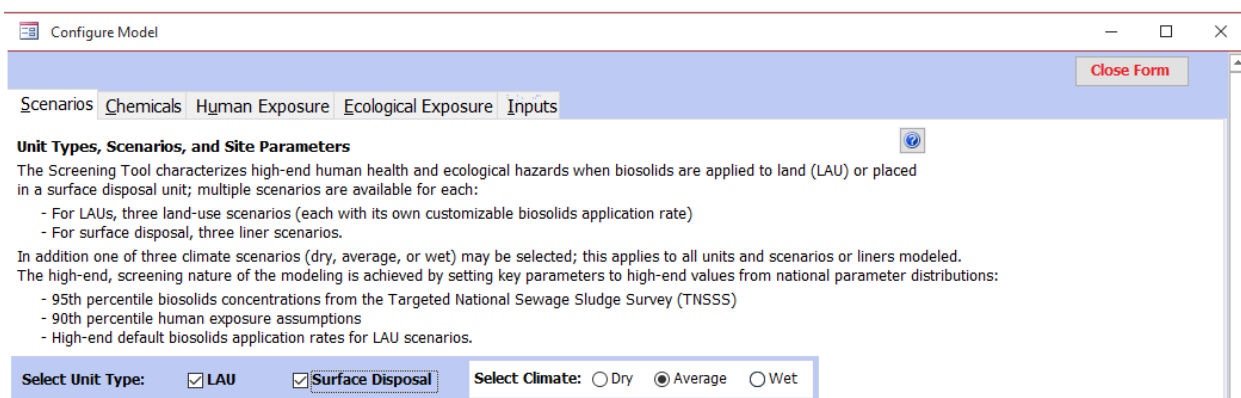 Configure Model
Close Form
Scenarios Chemicals Human Exposure Ecological Exposure Inputs
Unit Types, Scenarios, and Site Parameters
The Screening Tool characterizes high-end human health and ecological hazards when biosolids are applied to land (LAU) or placed
in a surface disposal unit; multiple scenarios are available for each:
- For LAUs, three land-use scenarios (each with its own customizable biosolids application rate)
- For surface disposal, three liner scenarios.
In addition one of three climate scenarios (dry, average, or wet) may be selected; this applies to all units and scenarios or liners modeled.
The high-end, screening nature of the modeling is achieved by setting key parameters to high-end values from national parameter distributions:
- 95th percentile biosolids concentrations from the Targeted National Sewage Sludge Survey (TNSSS)
- 90th percentile human exposure assumptions
- High-end default biosolids application rates for LAU scenarios.
Select Unit Type: LAU Surface Disposal Select Climate: Dry Average Wet